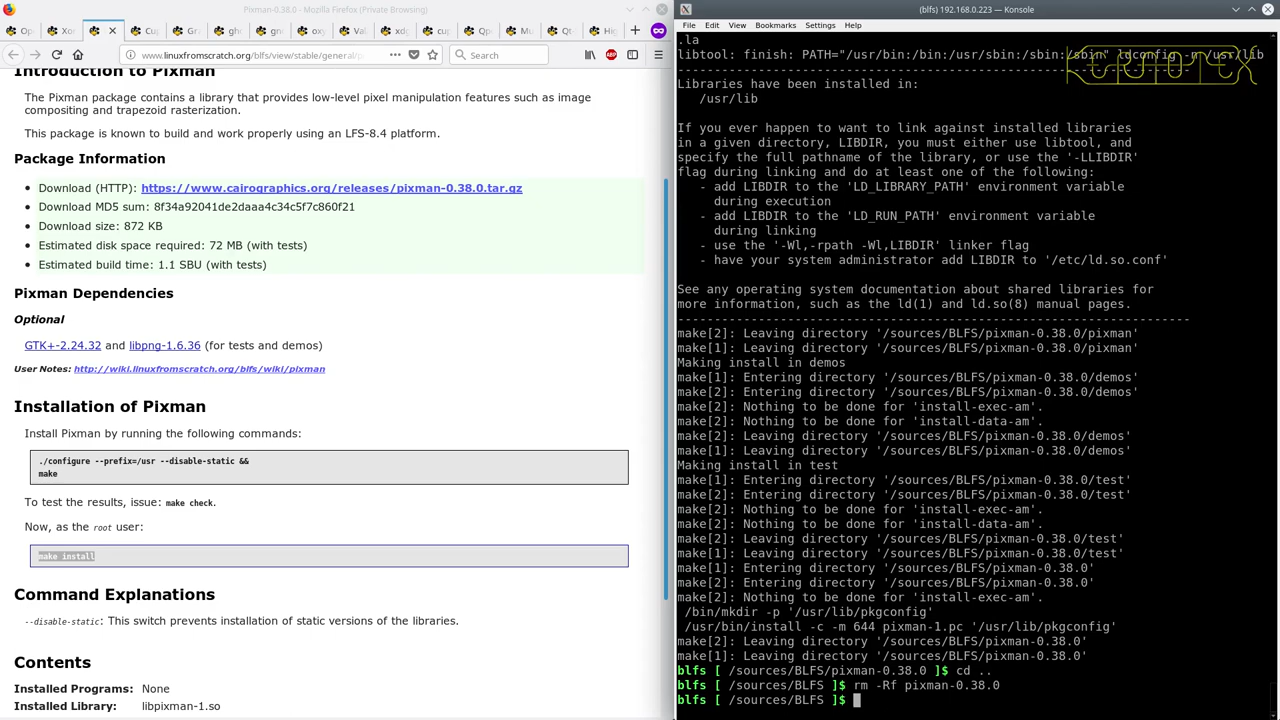 Pixman-0.38.0 - Mozilla Firefox (Private Browsing)
www.linuxfromscratch.org/blfs/view/stable/general/
Search
Introduction to Pixman
The Pixman package contains a library that provides low-level pixel manipulation features such as image
compositing and trapezoid rasterization.
This package is known to build and work properly using an LFS-8.4 platform.
Package Information
Download (HTTP): https://www.cairographics.org/releases/pixman-0.38.0.tar.gz
Download MD5 sum: 8f34a92041de2daaa4c34c5f7c860f21
Download size: 872 KB
Estimated disk space required: 72 MB (with tests)
Estimated build time: 1.1 SBU (with tests)
Pixman Dependencies
Optional
GTK+-2.24.32 and libpng-1.6.36 (for tests and demos)
User Notes: http://wiki.linuxfromscratch.org/blfs/wiki/pixman
Installation of Pixman
Install Pixman by running the following commands:
./configure --prefix=/usr --disable-static &&
make
To test the results, issue: make check.
Now, as the root user:
make install
Command Explanations
--disable-static: This switch prevents installation of static versions of the libraries.
Contents
Installed Programs: None
Installed Library: libpixman-1.so
(blfs) 192.168.0.223 — Konsole
File Edit View Bookmarks Settings Help
.la
libtool: finish: PATH="/usr/bin:/bin:/usr/sbin:/sbin:/sbin" ldconfig -n /usr/lib
----------------------------------------------------------------------
Libraries have been installed in:
/usr/lib
If you ever happen to want to link against installed libraries
in a given directory, LIBDIR, you must either use libtool, and
specify the full pathname of the library, or use the '-LLIBDIR'
flag during linking and do at least one of the following:
- add LIBDIR to the 'LD_LIBRARY_PATH' environment variable
during execution
- add LIBDIR to the 'LD_RUN_PATH' environment variable
during linking
- use the '-Wl,-rpath -Wl,LIBDIR' linker flag
- have your system administrator add LIBDIR to '/etc/ld.so.conf'
See any operating system documentation about shared libraries for
more information, such as the ld(1) and ld.so(8) manual pages.
----------------------------------------------------------------------
make[2]: Leaving directory '/sources/BLFS/pixman-0.38.0/pixman'
make[1]: Leaving directory '/sources/BLFS/pixman-0.38.0/pixman'
Making install in demos
make[1]: Entering directory '/sources/BLFS/pixman-0.38.0/demos'
make[2]: Entering directory '/sources/BLFS/pixman-0.38.0/demos'
make[2]: Nothing to be done for 'install-exec-am'.
make[2]: Nothing to be done for 'install-data-am'.
make[2]: Leaving directory '/sources/BLFS/pixman-0.38.0/demos'
make[1]: Leaving directory '/sources/BLFS/pixman-0.38.0/demos'
Making install in test
make[1]: Entering directory '/sources/BLFS/pixman-0.38.0/test'
make[2]: Entering directory '/sources/BLFS/pixman-0.38.0/test'
make[2]: Nothing to be done for 'install-exec-am'.
make[2]: Nothing to be done for 'install-data-am'.
make[2]: Leaving directory '/sources/BLFS/pixman-0.38.0/test'
make[1]: Leaving directory '/sources/BLFS/pixman-0.38.0/test'
make[1]: Entering directory '/sources/BLFS/pixman-0.38.0'
make[2]: Entering directory '/sources/BLFS/pixman-0.38.0'
make[2]: Nothing to be done for 'install-exec-am'.
/bin/mkdir -p '/usr/lib/pkgconfig'
/usr/bin/install -c -m 644 pixman-1.pc '/usr/lib/pkgconfig'
make[2]: Leaving directory '/sources/BLFS/pixman-0.38.0'
make[1]: Leaving directory '/sources/BLFS/pixman-0.38.0'
blfs [ /sources/BLFS/pixman-0.38.0 ]$ cd ..
blfs [ /sources/BLFS ]$ rm -Rf pixman-0.38.0
blfs [ /sources/BLFS ]$